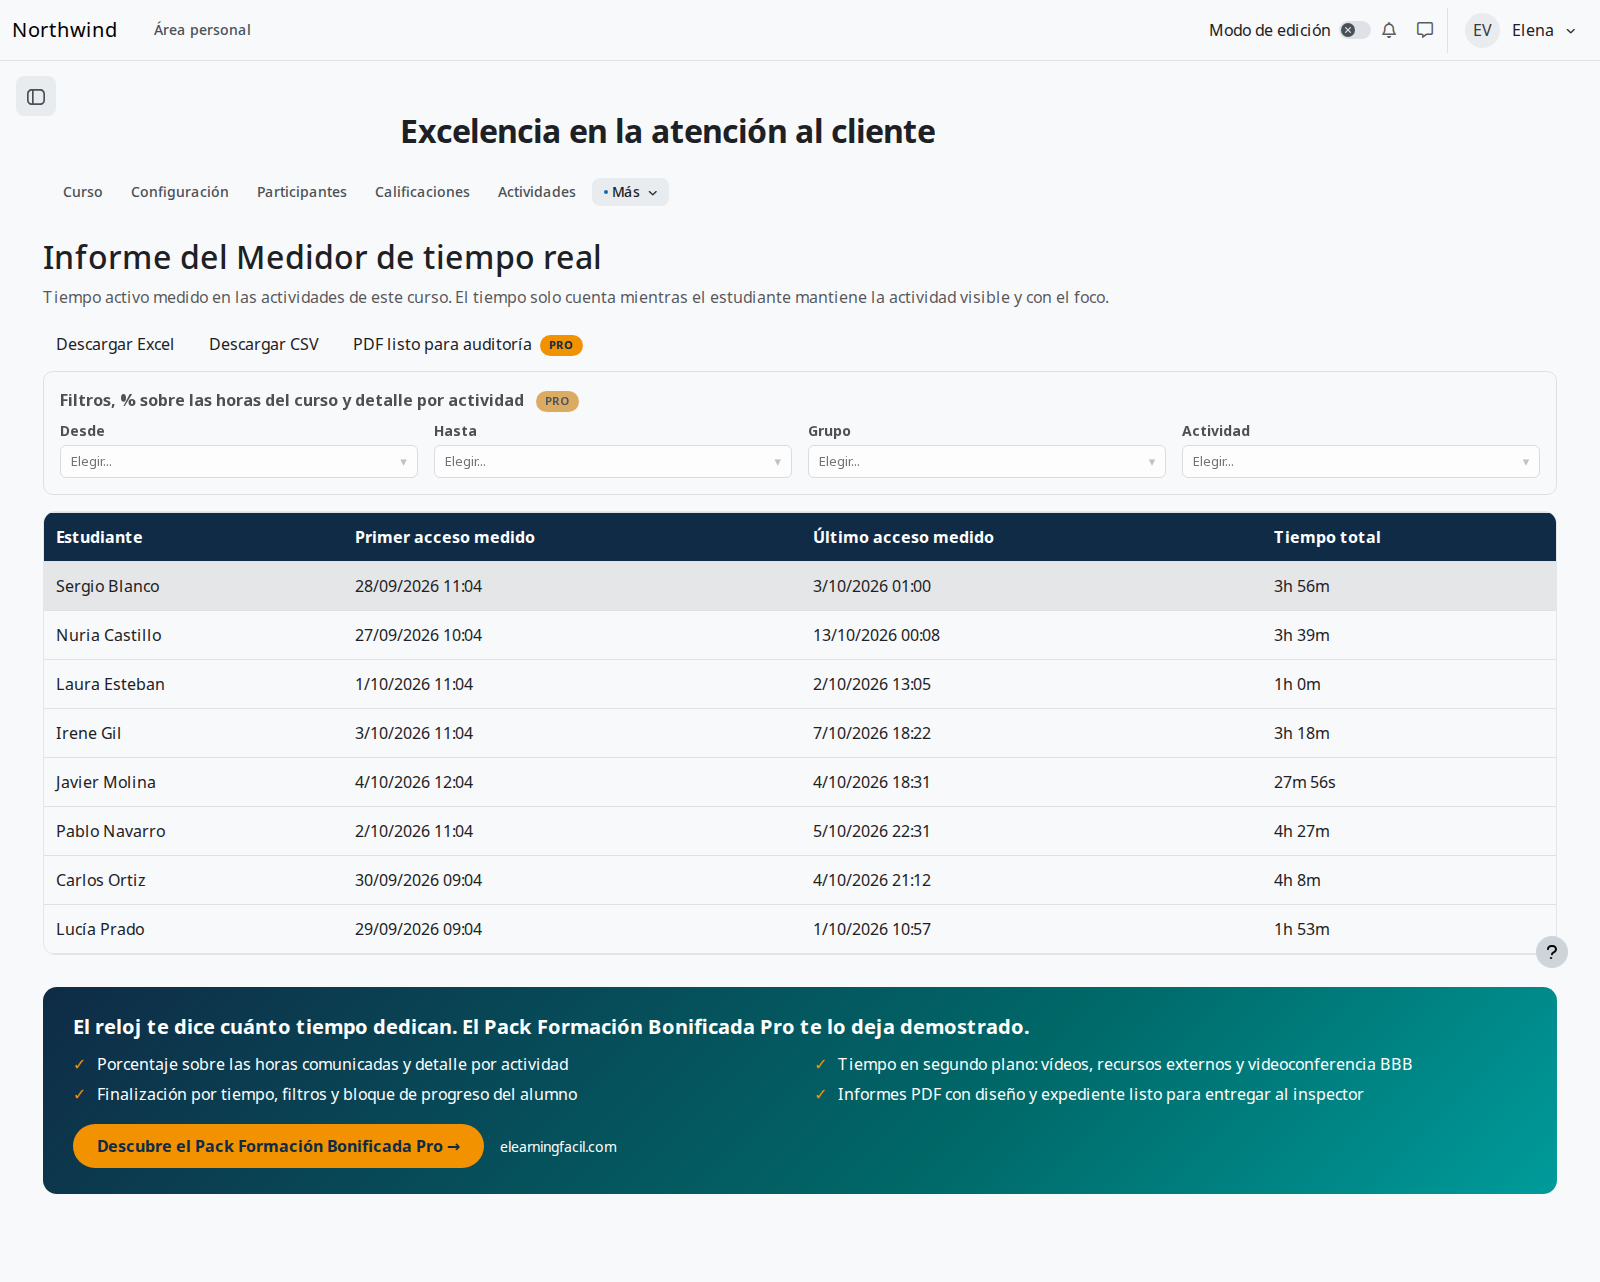 Northwind
Área personal
Modo de edición
EV
Elena
Excelencia en la atención al cliente
Curso
Configuración
Participantes
Calificaciones
Actividades
Más
Informe del Medidor de tiempo real
Tiempo activo medido en las actividades de este curso. El tiempo solo cuenta mientras el estudiante mantiene la actividad visible y con el foco.
Descargar Excel
Descargar CSV
PDF listo para auditoría PRO
Filtros, % sobre las horas del curso y detalle por actividad PRO
Desde
Hasta
Grupo
Actividad
Elegir...
Elegir...
Elegir...
Elegir...
Estudiante Primer acceso medido Último acceso medido Tiempo total
Sergio Blanco 28/09/2026 11:04 3/10/2026 01:00 3h 56m
Nuria Castillo 27/09/2026 10:04 13/10/2026 00:08 3h 39m
Laura Esteban 1/10/2026 11:04 2/10/2026 13:05 1h 0m
Irene Gil 3/10/2026 11:04 7/10/2026 18:22 3h 18m
Javier Molina 4/10/2026 12:04 4/10/2026 18:31 27m 56s
Pablo Navarro 2/10/2026 11:04 5/10/2026 22:31 4h 27m
Carlos Ortiz 30/09/2026 09:04 4/10/2026 21:12 4h 8m
Lucía Prado 29/09/2026 09:04 1/10/2026 10:57 1h 53m
?
El reloj te dice cuánto tiempo dedican. El Pack Formación Bonificada Pro te lo deja demostrado.
✓ Porcentaje sobre las horas comunicadas y detalle por actividad
✓ Tiempo en segundo plano: vídeos, recursos externos y videoconferencia BBB
✓ Finalización por tiempo, filtros y bloque de progreso del alumno
✓ Informes PDF con diseño y expediente listo para entregar al inspector
Descubre el Pack Formación Bonificada Pro →
elearningfacil.com